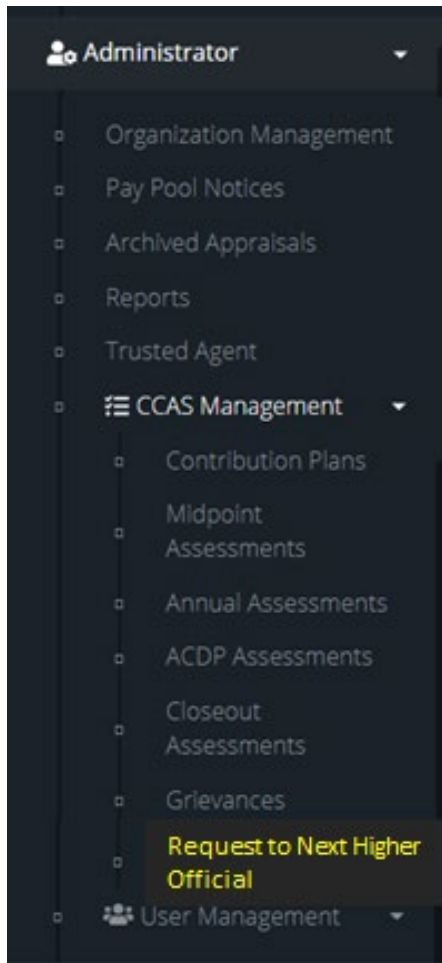 Administrator
Organization Management
Pay Pool Notices
Archived Appraisals
Reports
Trusted Agent
CCAS Management
Contribution Plans
Midpoint
Assessments
Annual Assessments
ACDP Assessments
Closeout
Assessments
Grievances
Request to Next Higher
Official
User Management